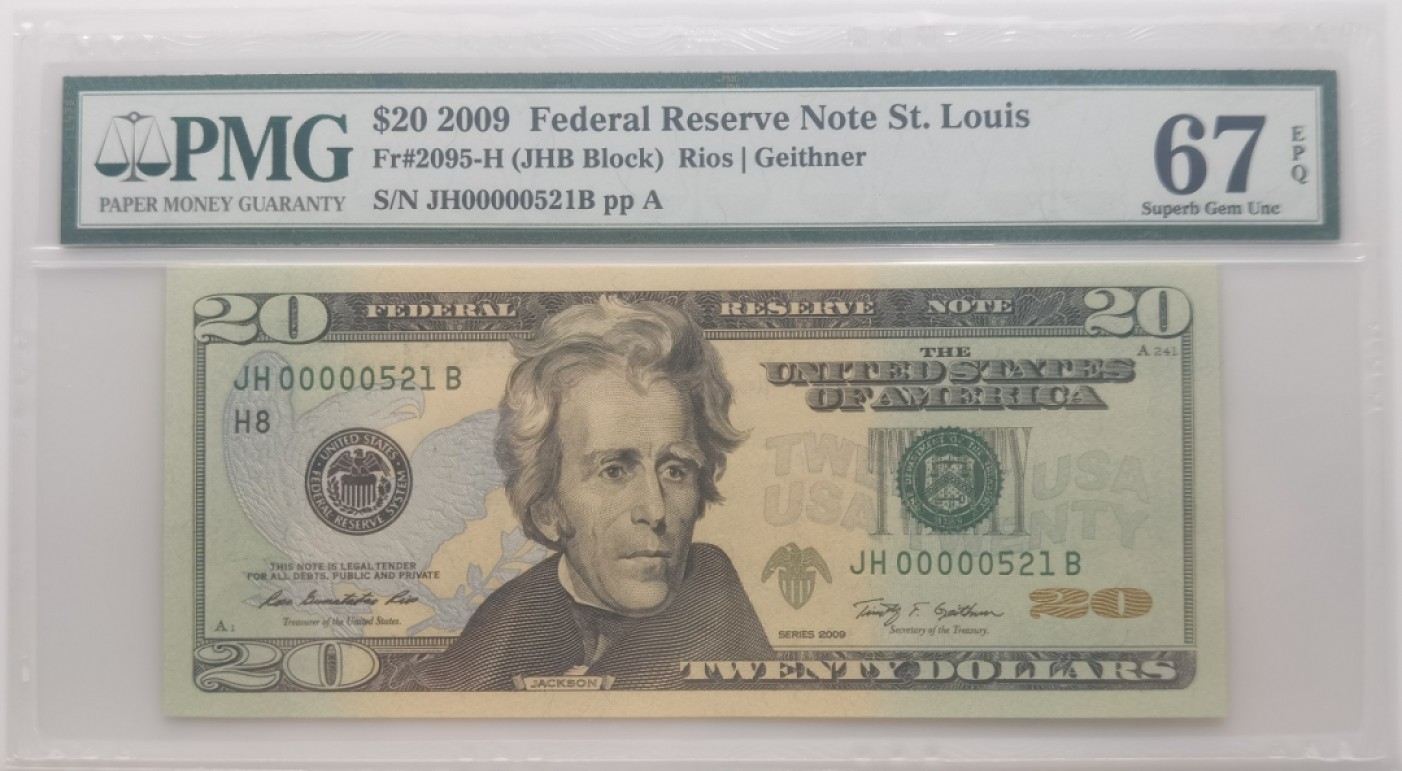 PMG
PAPER MONEY GUARANTY
$20 2009 Federal Reserve Note St. Louis
Fr#2095-H (JHB Block) Rios | Geithner
S/N JH00000521B pp A
67
EPQ
Superb Gem Unc
20
FEDERAL RESERVE NOTE
20
THE
UNITED STATES
OF AMERICA
A 241
JH 00000521 B
H8
UNITED STATES
FEDERAL RESERVE SYSTEM
TWENTY USA
USA TWENTY
THIS NOTE IS LEGAL TENDER
FOR ALL DEBTS, PUBLIC AND PRIVATE
Treasurer of the United States.
A 1
JH 00000521 B
SERIES 2009
Timothy F. Geithner
Secretary of the Treasury.
20
20
JACKSON
TWENTY DOLLARS